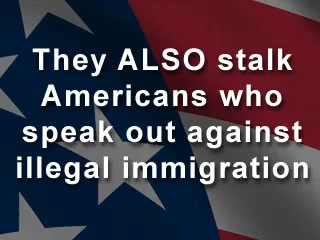 They ALSO stalk
Americans who
speak out against
illegal immigration